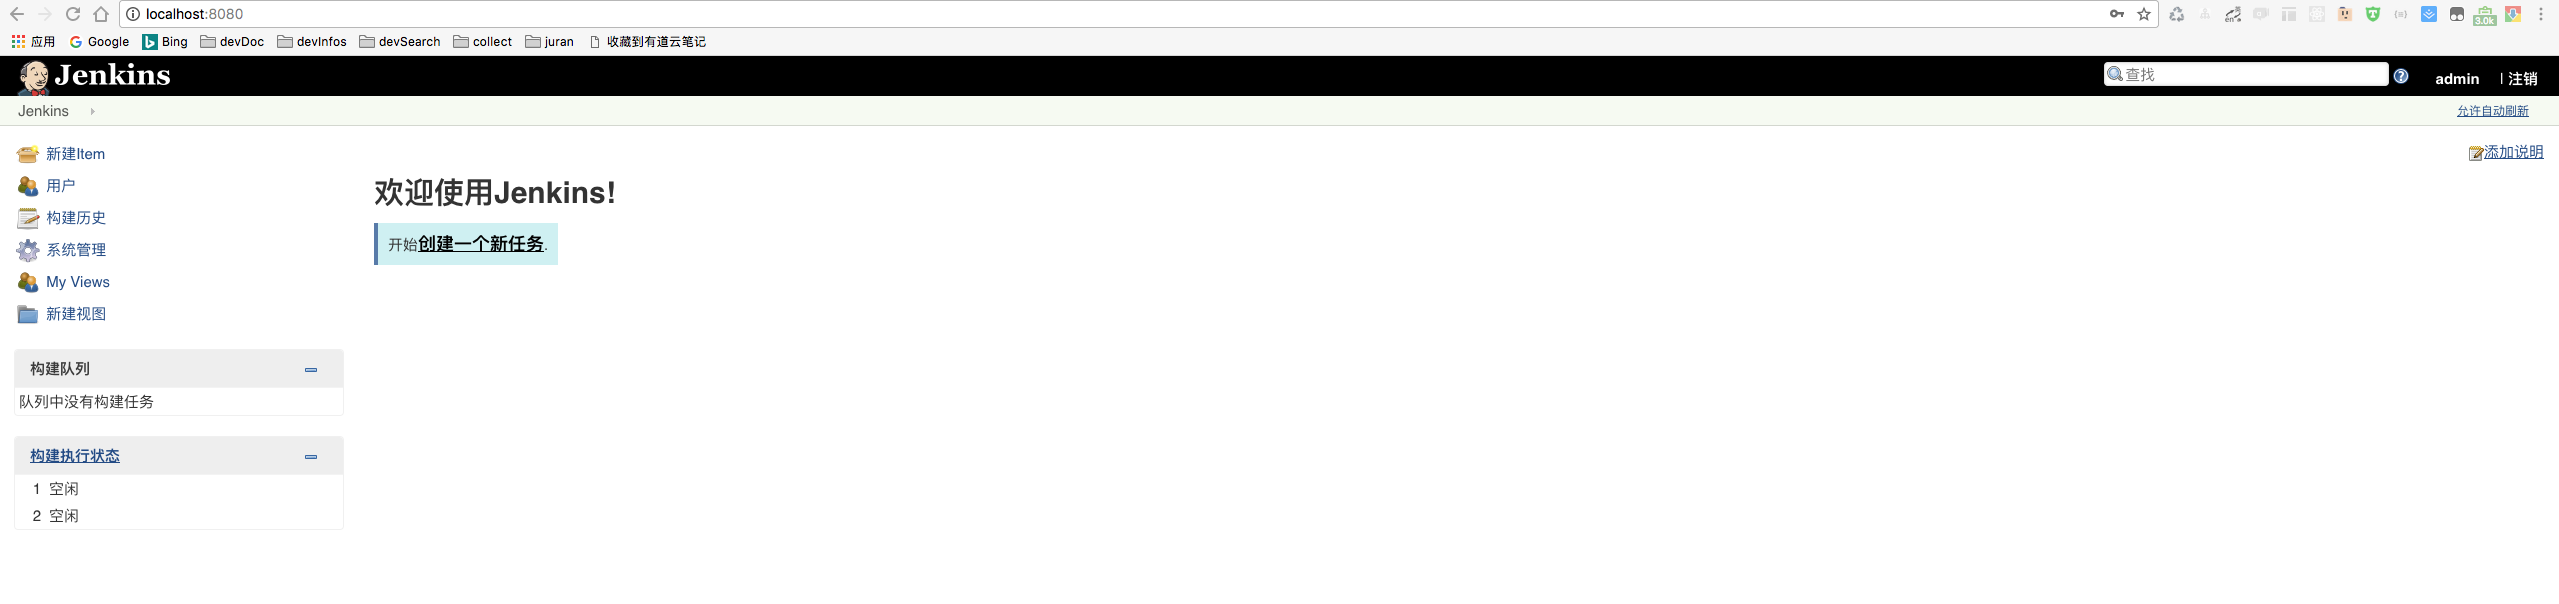 localhost:8080
应用 Google Bing devDoc devInfos devSearch collect juran 收藏到有道云笔记
3.0k
Jenkins 查找 admin | 注销
Jenkins 允许自动刷新
新建Item 添加说明
用户
欢迎使用Jenkins!
构建历史
开始创建一个新任务.
系统管理
My Views
新建视图
构建队列
队列中没有构建任务
构建执行状态
1 空闲
2 空闲